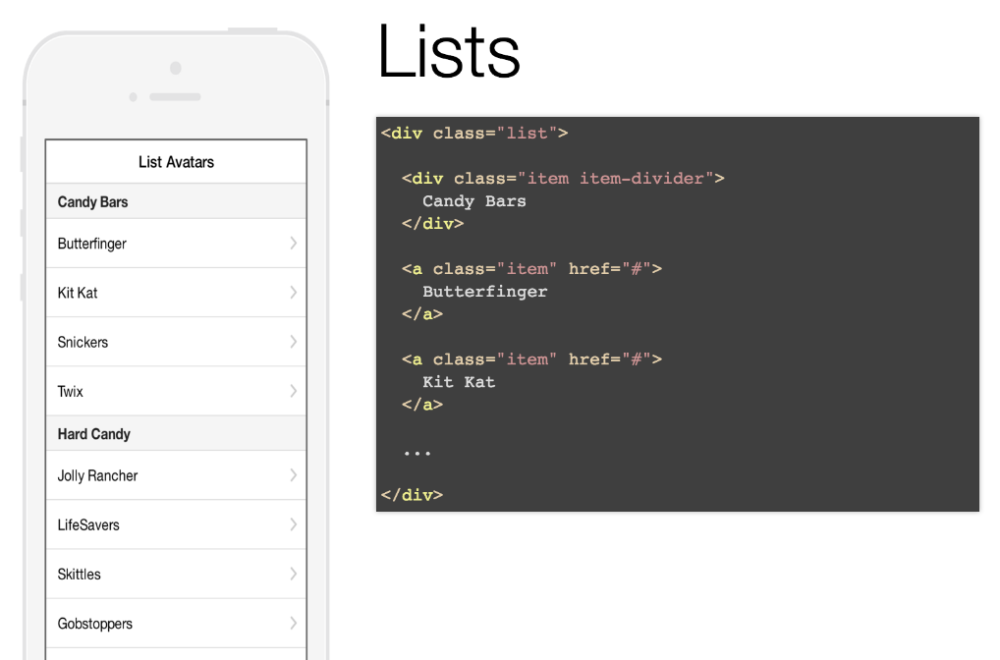 Lists
List Avatars
Candy Bars
Butterfinger
Kit Kat
Snickers
Twix
Hard Candy
Jolly Rancher
LifeSavers
Skittles
Gobstoppers
<div class="list">
<div class="item item-divider">
Candy Bars
</div>
<a class="item" href="#">
Butterfinger
</a>
<a class="item" href="#">
Kit Kat
</a>
...
</div>